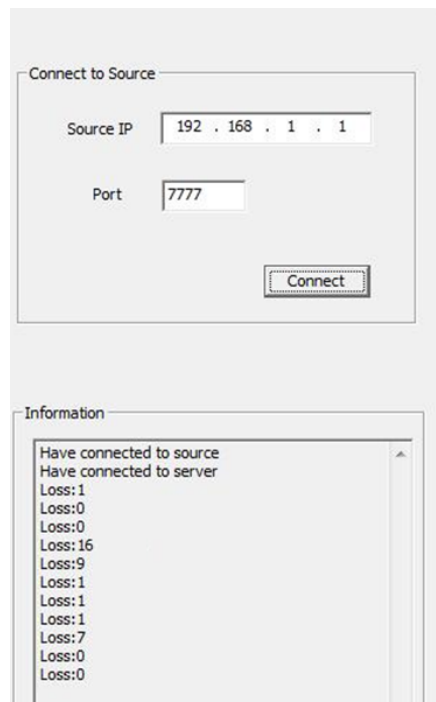 Connect to Source
Source IP 192 . 168 . 1 . 1
Port 7777
Connect
Information
Have connected to source
Have connected to server
Loss:1
Loss:0
Loss:0
Loss:16
Loss:9
Loss:1
Loss:1
Loss:1
Loss:7
Loss:0
Loss:0